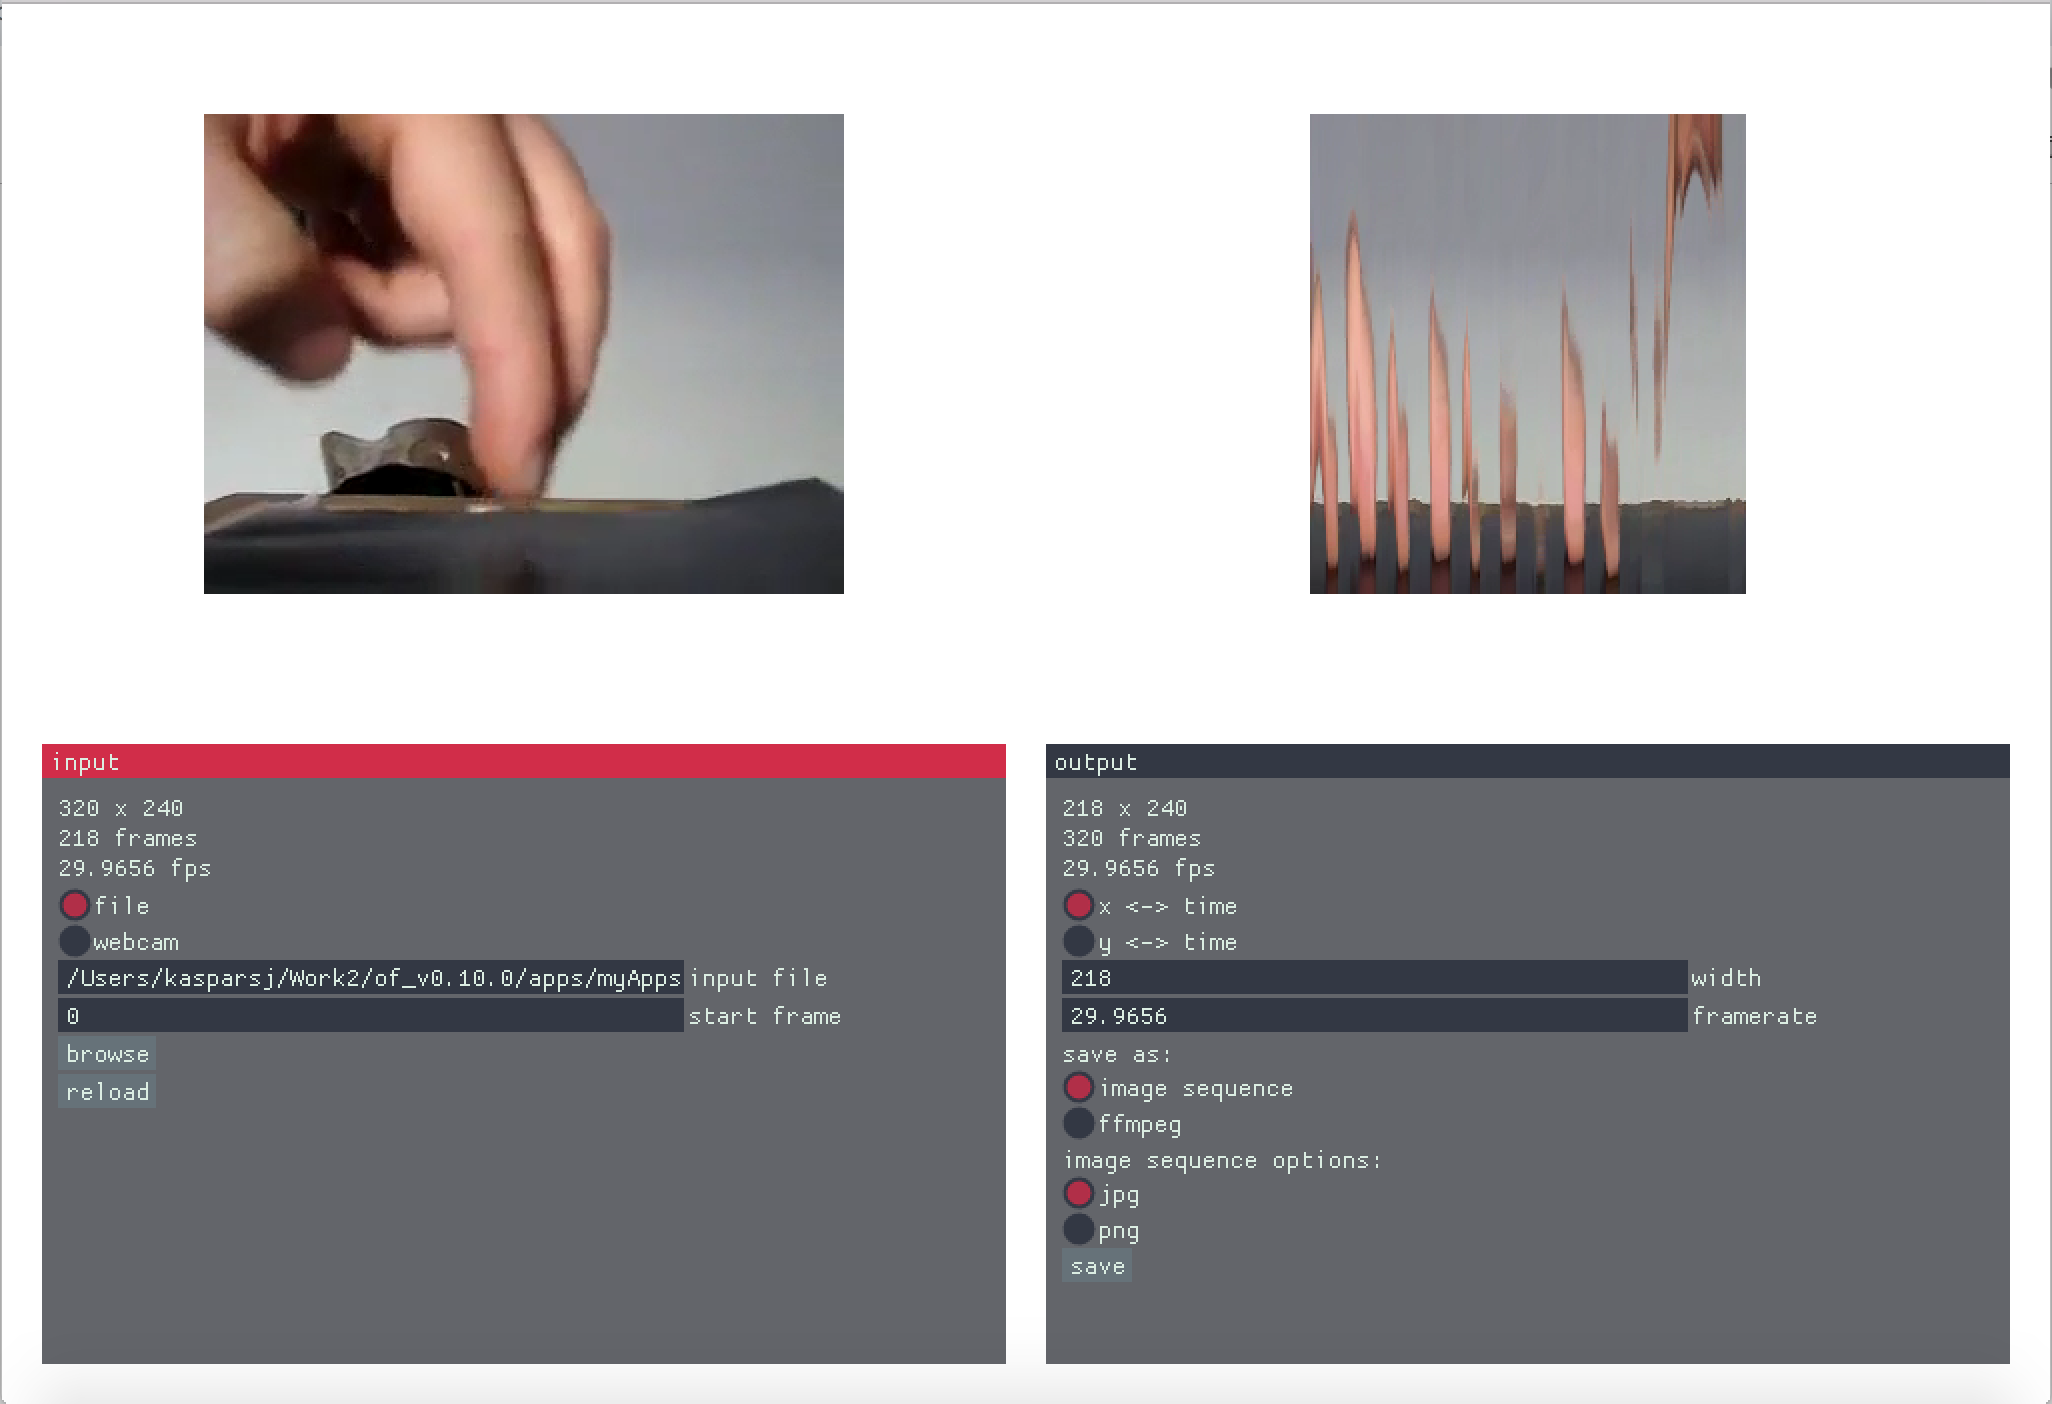 input
320 x 240
218 frames
29.9656 fps
file
webcam
/Users/kasparsj/Work2/of_v0.10.0/apps/myApps input file
0 start frame
browse
reload
output
218 x 240
320 frames
29.9656 fps
x <-> time
y <-> time
218 width
29.9656 framerate
save as:
image sequence
ffmpeg
image sequence options:
jpg
png
save